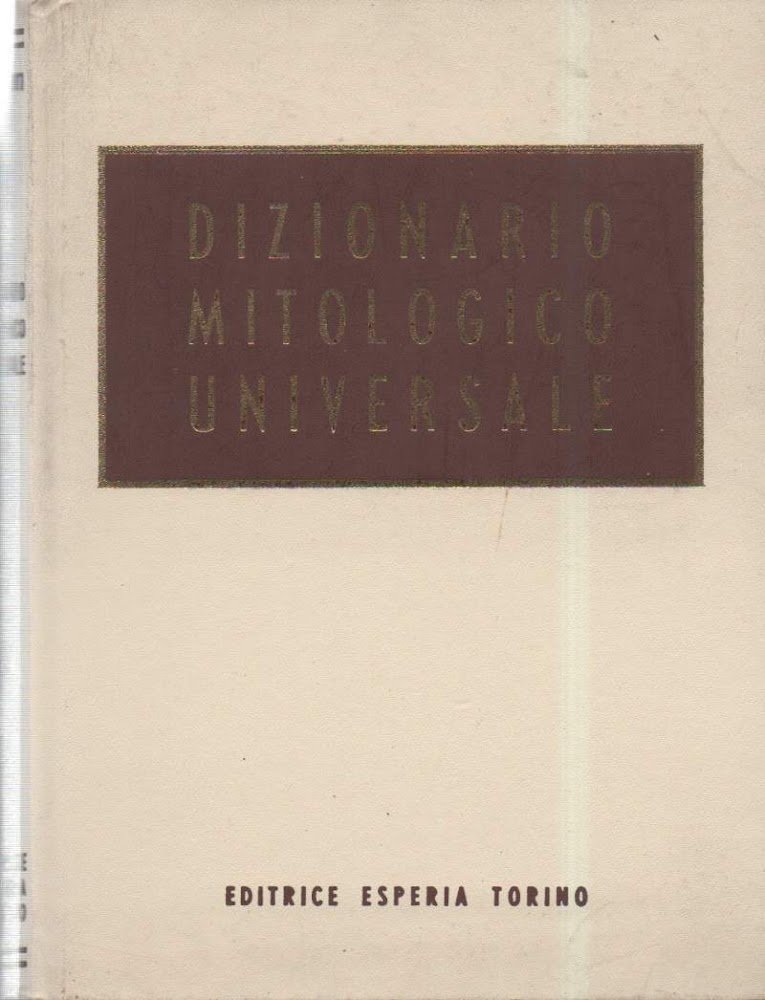 DIZIONARIO
MITOLOGICO
UNIVERSALE
EDITRICE ESPERIA TORINO